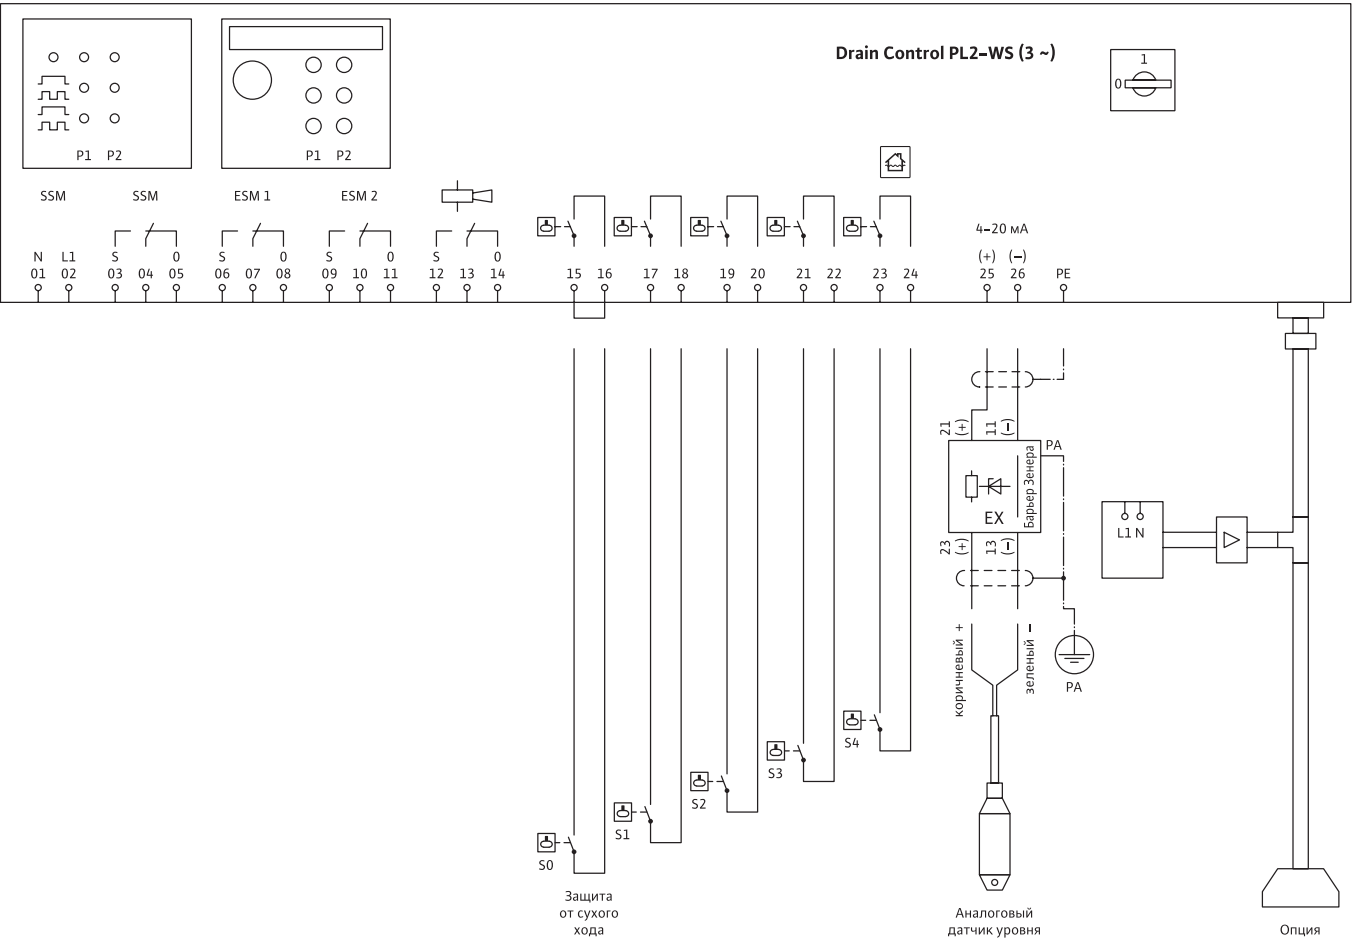 Drain Control PL2–WS (3 ~)
1
0
P1 P2
P1 P2
SSM SSM ESM 1 ESM 2
4–20 мА
N L1 S 0 S 0 S 0 S 0 (+) (–)
01 02 03 04 05 06 07 08 09 10 11 12 13 14 15 16 17 18 19 20 21 22 23 24 25 26 PE
21 (+) 11 (–)
PA
Барьер Зенера
EX
L1 N
23 (+) 13 (–)
коричневый +
зеленый –
PA
S4
S3
S2
S1
S0
Защита
от сухого
хода
Аналоговый
датчик уровня
Опция